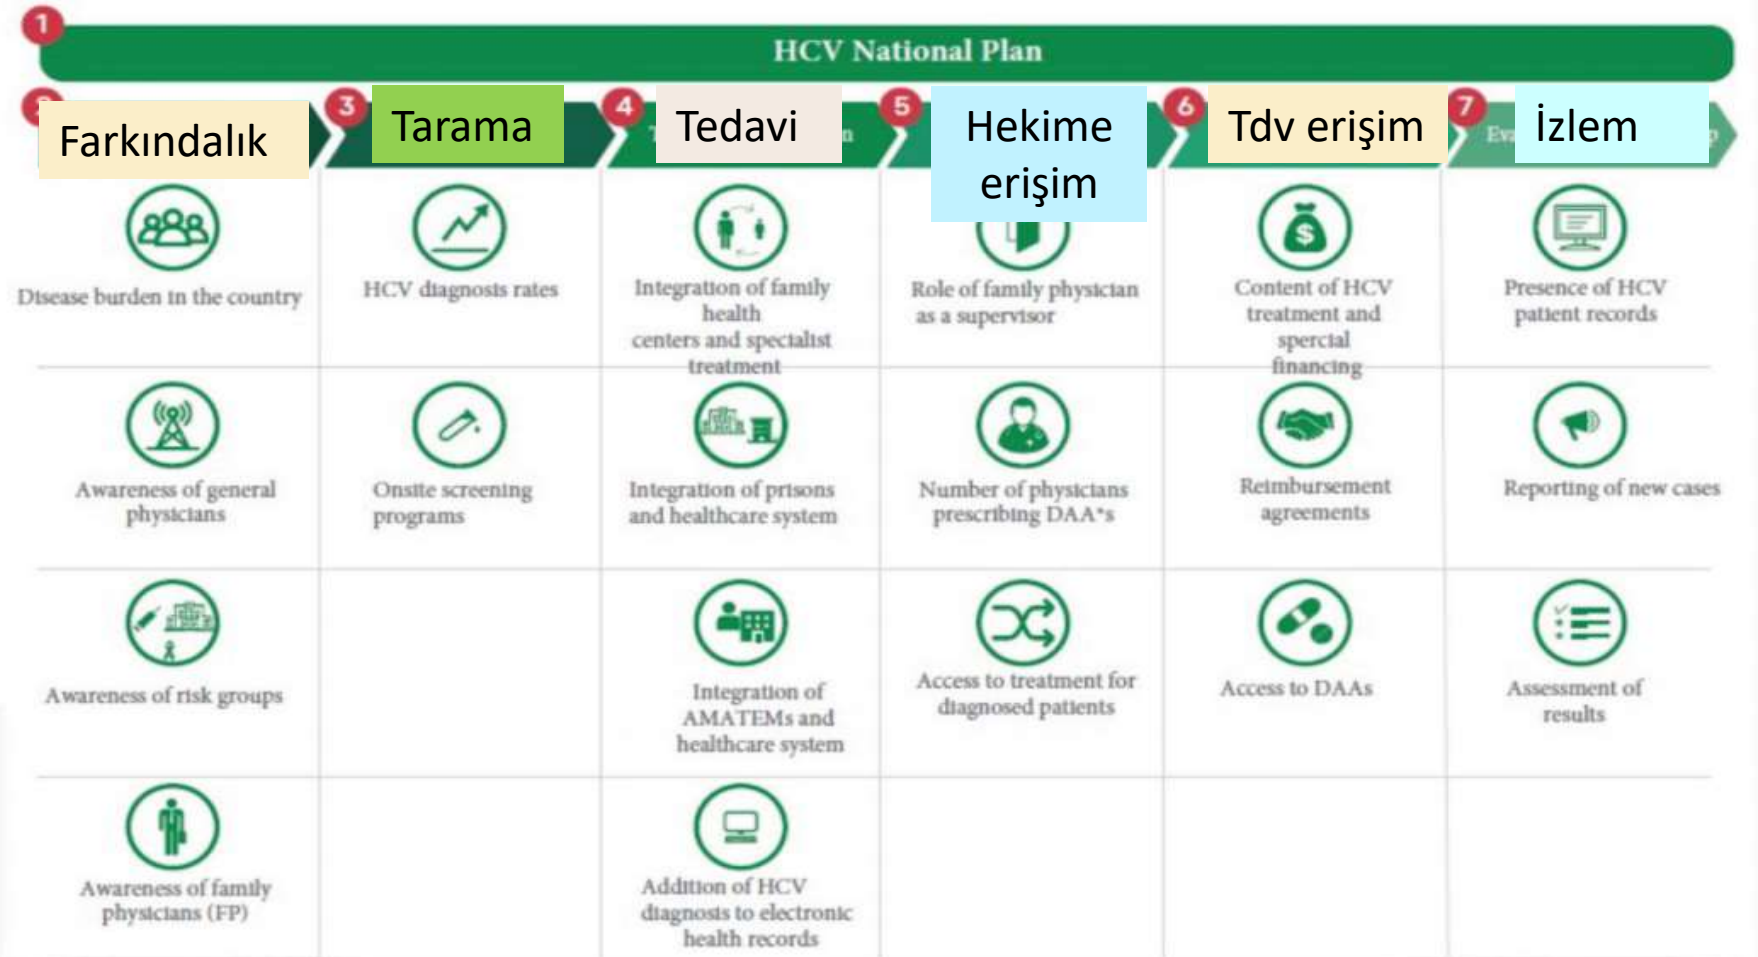 1
HCV National Plan
Farkındalık
3
Tarama
4
Tedavi
5
Hekime
erişim
6
Tdv erişim
7
İzlem
Disease burden in the country
HCV diagnosis rates
Integration of family
health
centers and specialist
treatment
Role of family physician
as a supervisor
Content of HCV
treatment and
spercial
financing
Presence of HCV
patient records
Awareness of general
physicians
Onsite screening
programs
Integration of prisons
and healthcare system
Number of physicians
prescribing DAA*s
Reimbursement
agreements
Reporting of new cases
Awareness of risk groups
Integration of
AMATEMs and
healthcare system
Access to treatment for
diagnosed patients
Access to DAAs
Assessment of
results
Awareness of family
physicians (FP)
Addition of HCV
diagnosis to electronic
health records